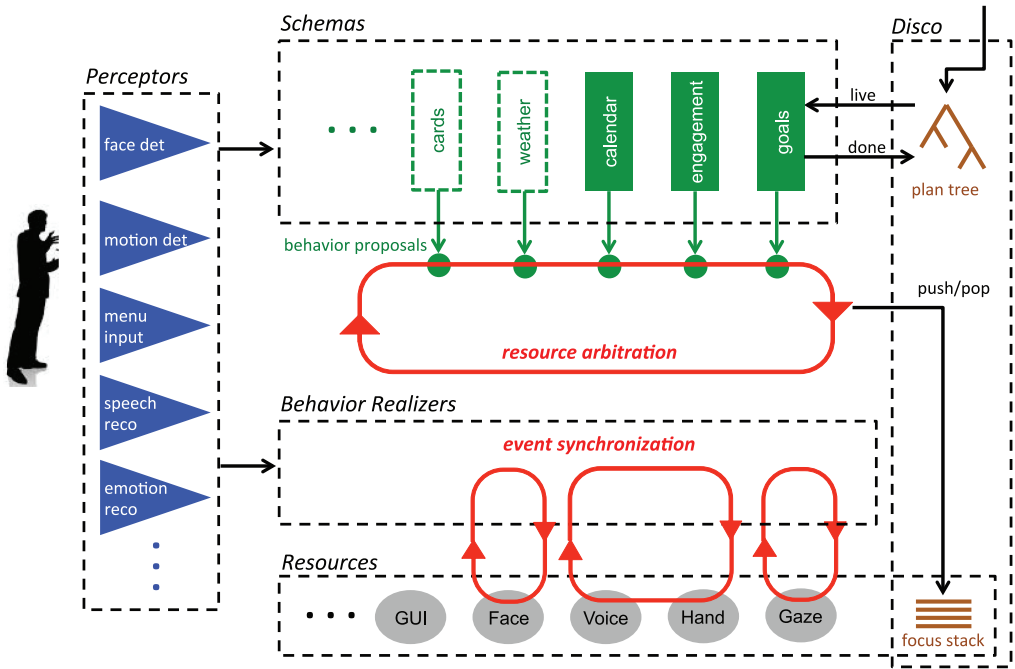 Schemas
Disco
Perceptors
face det
motion det
menu
input
speech
reco
emotion
reco
cards
weather
calendar
engagement
goals
live
done
plan tree
behavior proposals
push/pop
resource arbitration
Behavior Realizers
event synchronization
Resources
GUI
Face
Voice
Hand
Gaze
focus stack